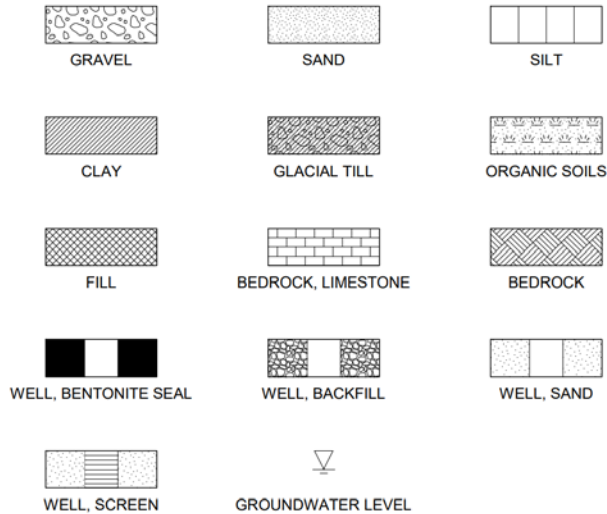 GRAVEL
SAND
SILT
CLAY
GLACIAL TILL
ORGANIC SOILS
FILL
BEDROCK, LIMESTONE
BEDROCK
WELL, BENTONITE SEAL
WELL, BACKFILL
WELL, SAND
WELL, SCREEN
GROUNDWATER LEVEL